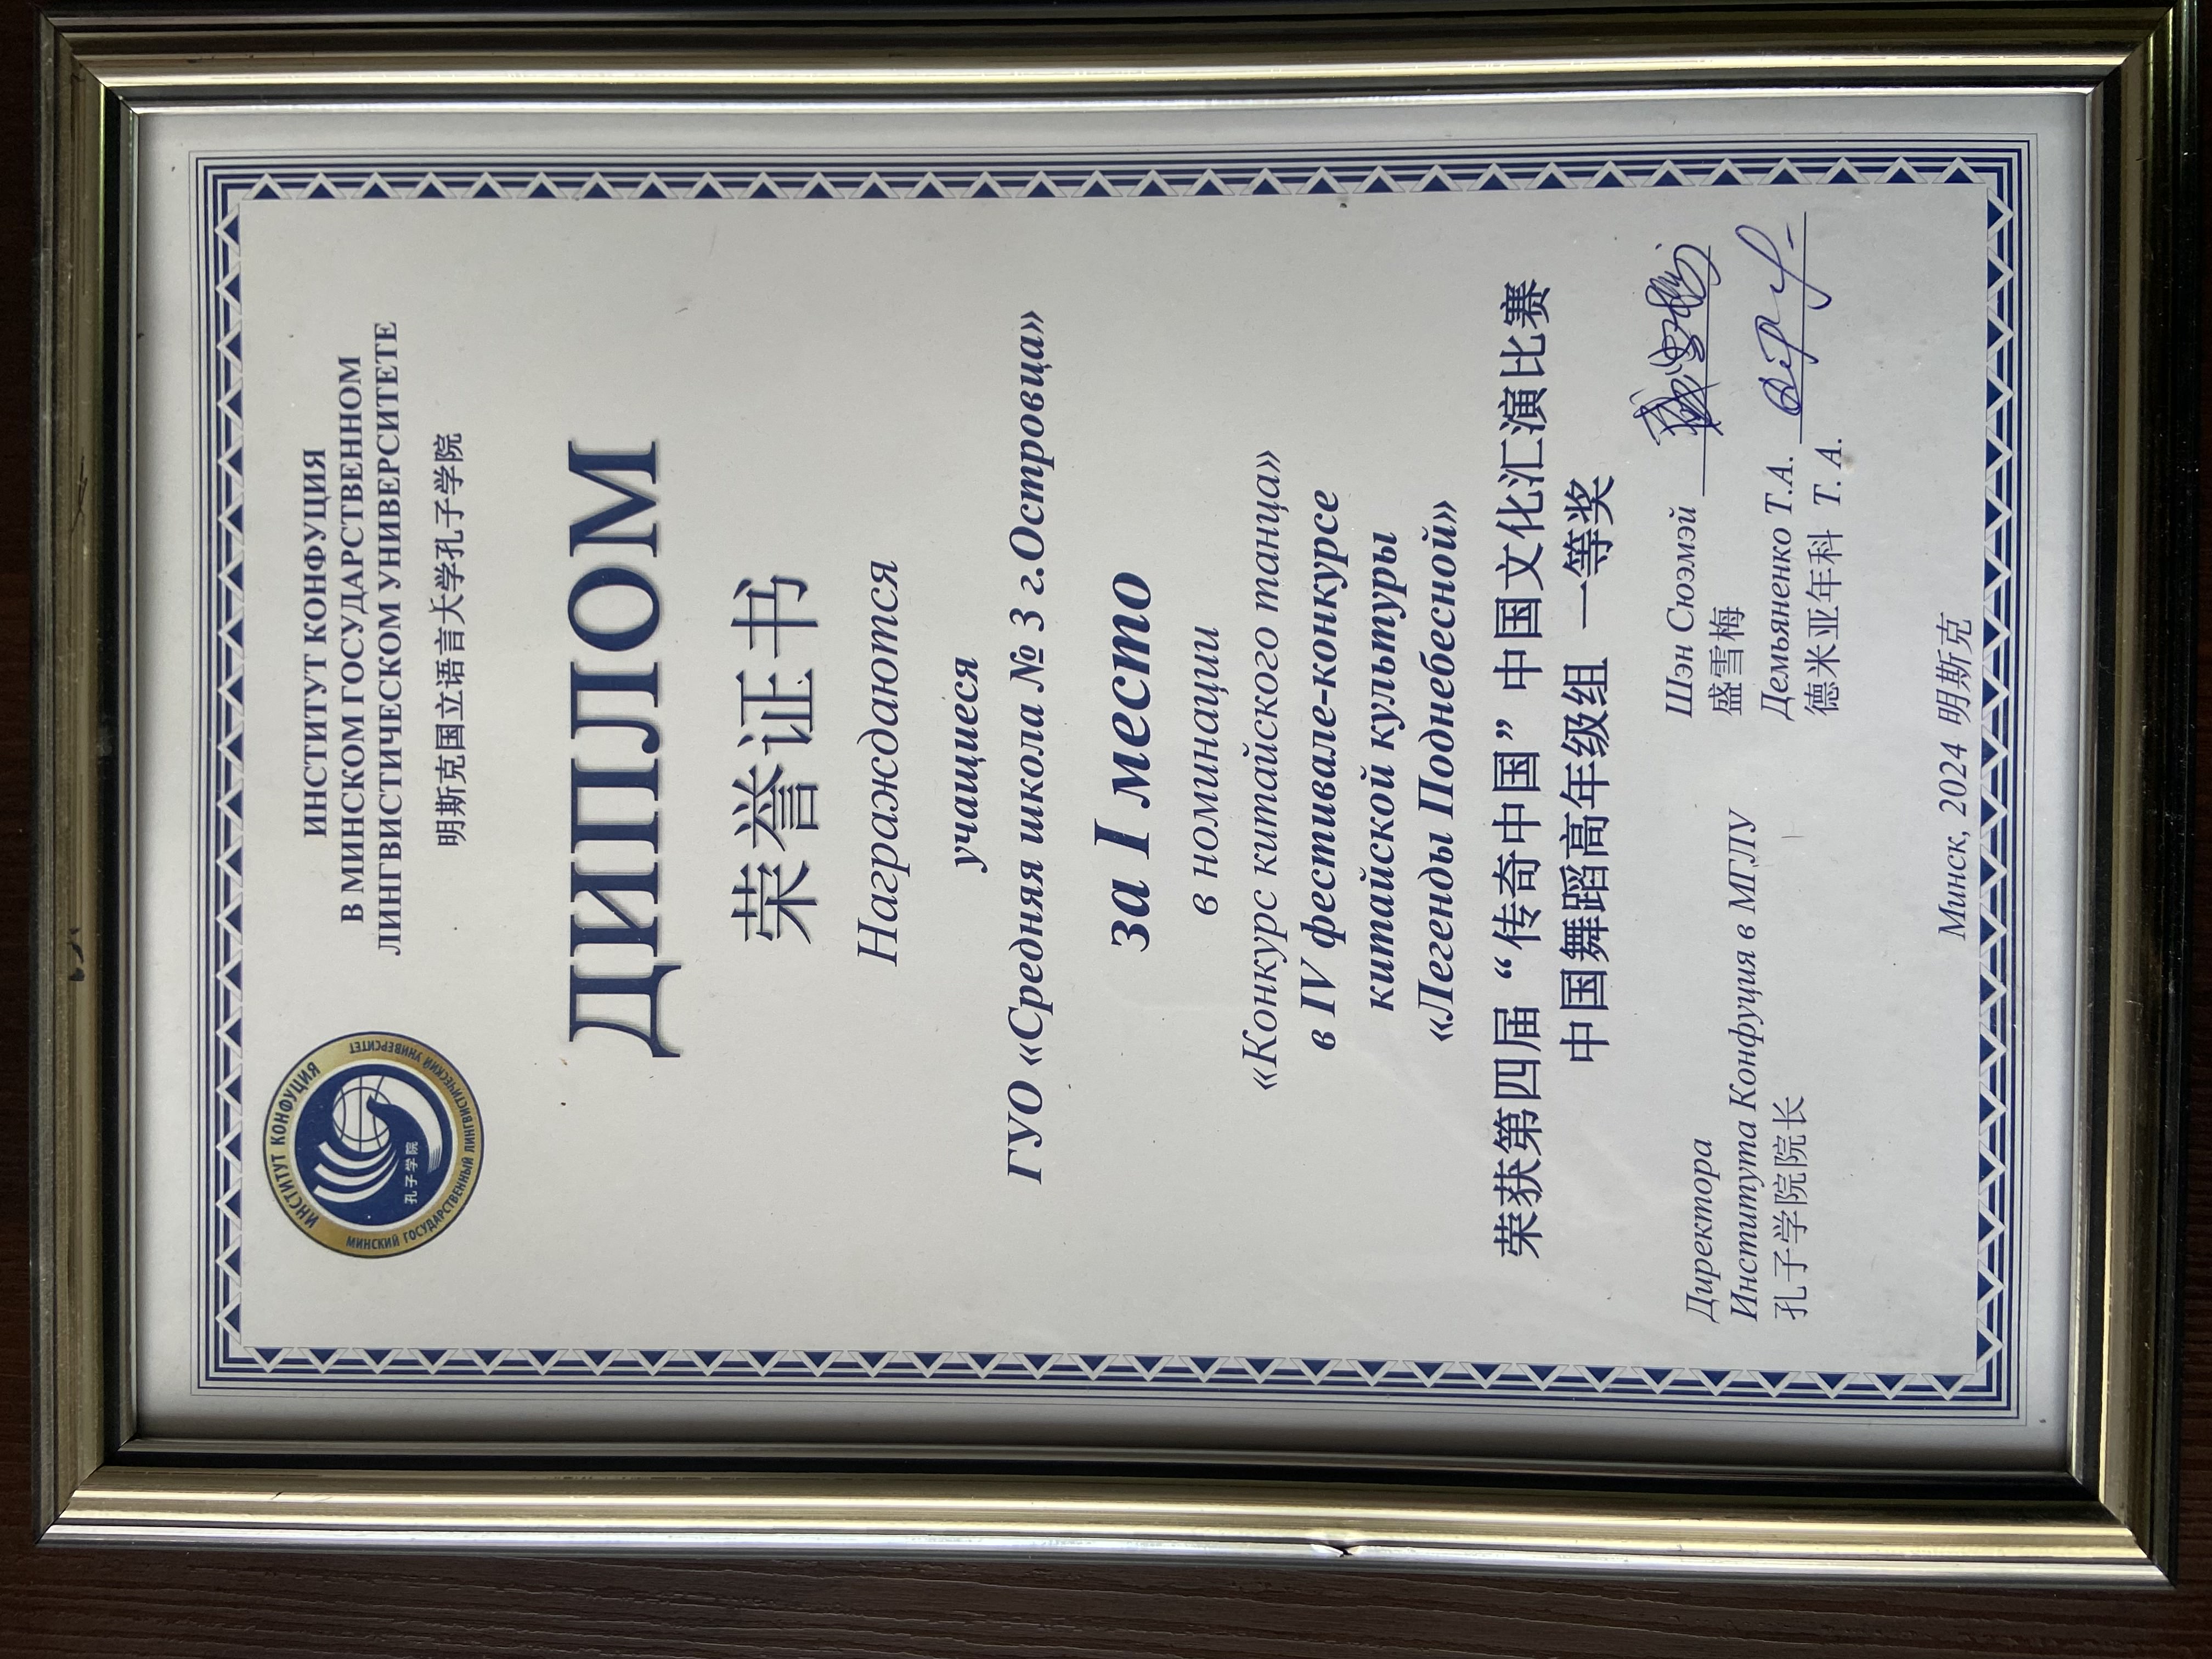 ИНСТИТУТ КОНФУЦИЯ
МИНСКИЙ ГОСУДАРСТВЕННЫЙ ЛИНГВИСТИЧЕСКИЙ УНИВЕРСИТЕТ
孔子学院
ИНСТИТУТ КОНФУЦИЯ
В МИНСКОМ ГОСУДАРСТВЕННОМ
ЛИНГВИСТИЧЕСКОМ УНИВЕРСИТЕТЕ
明斯克国立语言大学孔子学院
ДИПЛОМ
荣誉证书
Награждаются
учащиеся
ГУО «Средняя школа № 3 г.Островца»
за I место
в номинации
«Конкурс китайского танца»
в IV фестивале-конкурсе
китайской культуры
«Легенды Поднебесной»
荣获第四届“传奇中国”中国文化汇演比赛
中国舞蹈高年级组 一等奖
Директора
Института Конфуция в МГЛУ
孔子学院院长
Шэн Сюэмэй 盛雪梅
盛雪梅
Демьяненко Т.А.
德米亚年科 Т. А.
Минск, 2024 明斯克